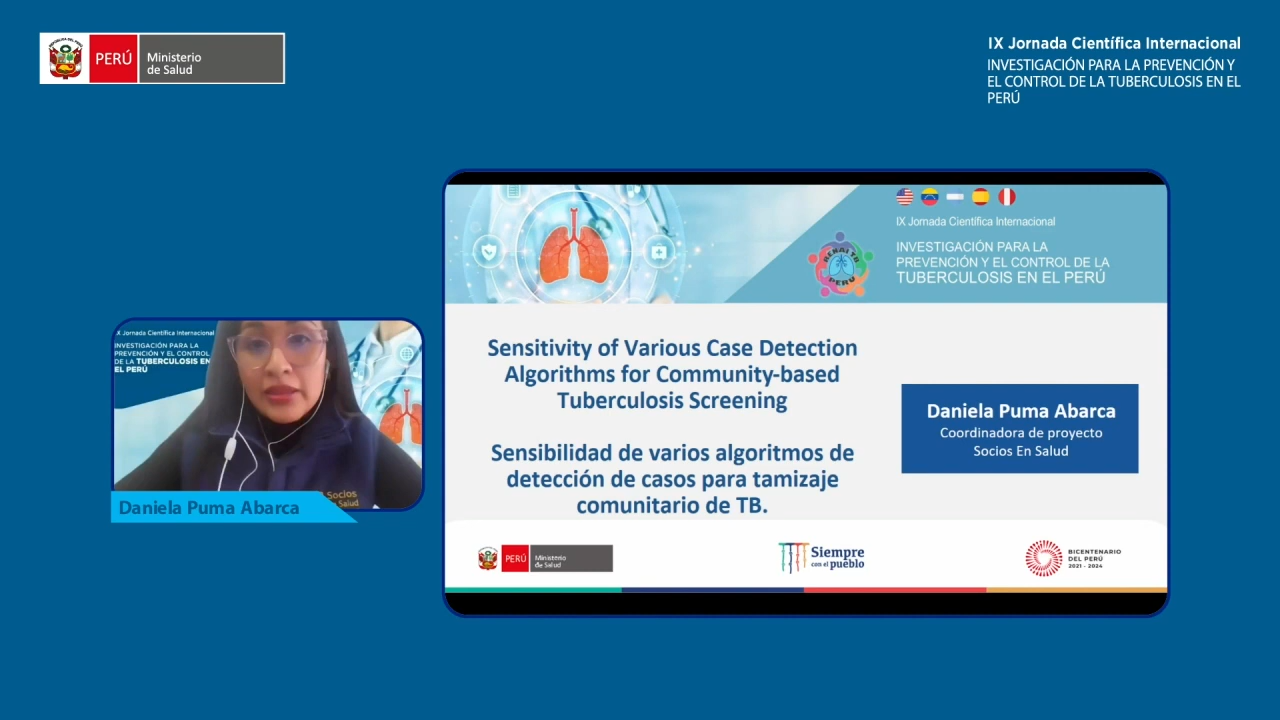 PERÚ
Ministerio
de Salud
IX Jornada Científica Internacional
INVESTIGACIÓN PARA LA PREVENCIÓN Y
EL CONTROL DE LA TUBERCULOSIS EN EL
PERÚ
IX Jornada Científica Internacional
INVESTIGACIÓN PARA LA
PREVENCIÓN Y EL CONTROL DE LA
TUBERCULOSIS EN EL PERÚ
PERÚ
Sensitivity of Various Case Detection
Algorithms for Community-based
Tuberculosis Screening
Sensibilidad de varios algoritmos de
detección de casos para tamizaje
comunitario de TB.
Daniela Puma Abarca
Coordinadora de proyecto
Socios En Salud
PERÚ
Ministerio
de Salud
Siempre
con el pueblo
BICENTENARIO
DEL PERÚ
2021 - 2024
X Jornada Científica Internacional
INVESTIGACIÓN PARA LA
PREVENCIÓN Y EL CONTROL
DE LA TUBERCULOSIS EN
EL PERÚ
Socios
Salud
Daniela Puma Abarca